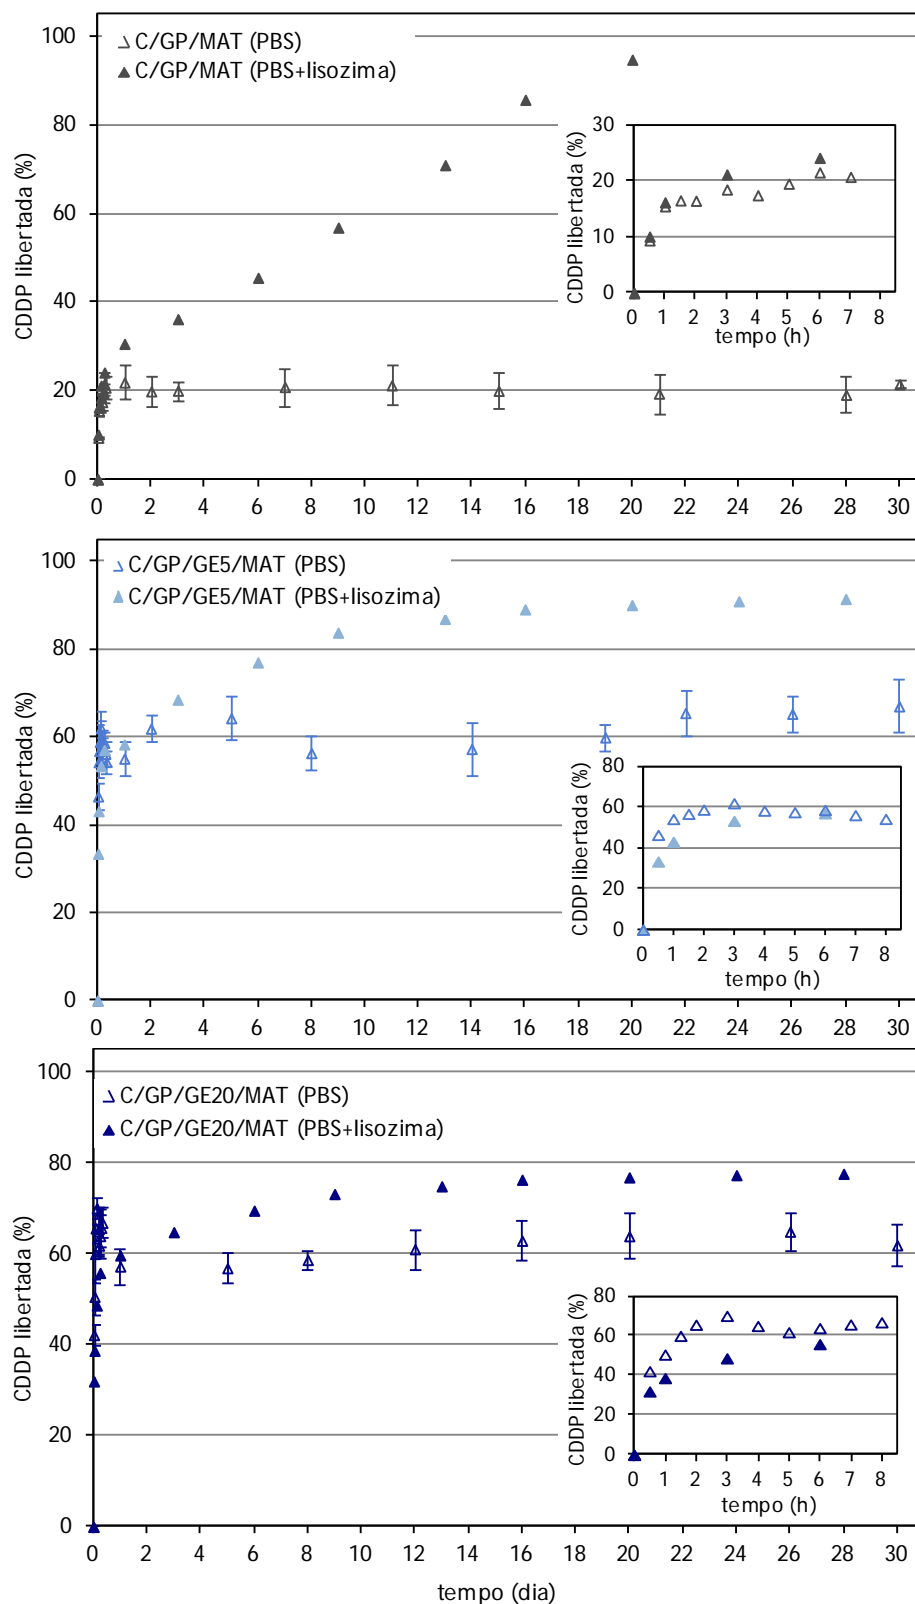 100
80
60
40
20
0
CDDP libertada (%)
C/GP/MAT (PBS)
C/GP/MAT (PBS+lisozima)
30
20
10
0
CDDP libertada (%)
0 1 2 3 4 5 6 7 8
tempo (h)
0 2 4 6 8 10 12 14 16 18 20 22 24 26 28 30
100
80
60
40
20
0
CDDP libertada (%)
C/GP/GE5/MAT (PBS)
C/GP/GE5/MAT (PBS+lisozima)
80
60
40
20
0
CDDP libertada (%)
0 1 2 3 4 5 6 7 8
tempo (h)
0 2 4 6 8 10 12 14 16 18 20 22 24 26 28 30
100
80
60
40
20
0
CDDP libertada (%)
C/GP/GE20/MAT (PBS)
C/GP/GE20/MAT (PBS+lisozima)
80
60
40
20
0
CDDP libertada (%)
0 1 2 3 4 5 6 7 8
tempo (h)
0 2 4 6 8 10 12 14 16 18 20 22 24 26 28 30
tempo (dia)